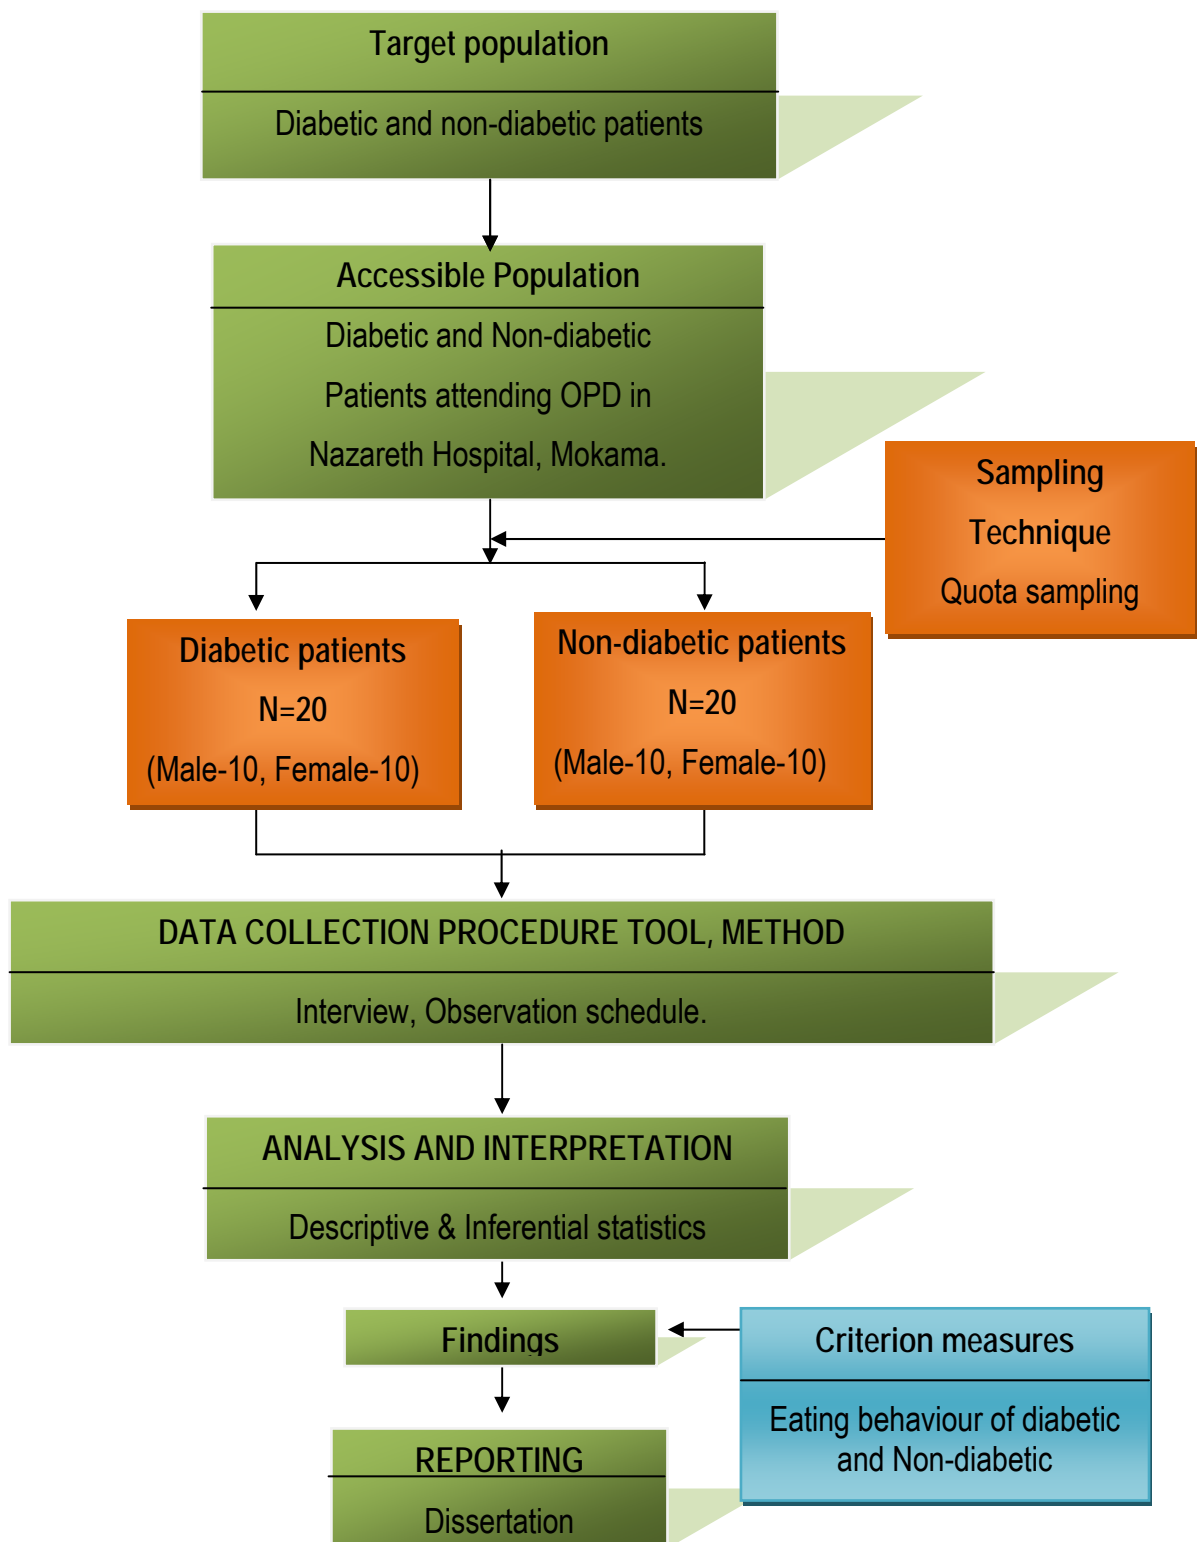 Target population
Diabetic and non-diabetic patients
Accessible Population
Diabetic and Non-diabetic
Patients attending OPD in
Nazareth Hospital, Mokama.
Sampling
Technique
Quota sampling
Diabetic patients
N=20
(Male-10, Female-10)
Non-diabetic patients
N=20
(Male-10, Female-10)
DATA COLLECTION PROCEDURE TOOL, METHOD
Interview, Observation schedule.
ANALYSIS AND INTERPRETATION
Descriptive & Inferential statistics
Findings
Criterion measures
Eating behaviour of diabetic
and Non-diabetic
REPORTING
Dissertation